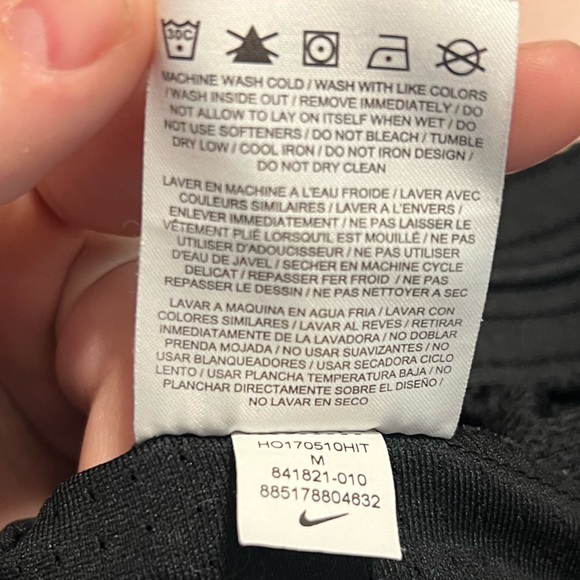 30C
MACHINE WASH COLD / WASH WITH LIKE COLORS
/ WASH INSIDE OUT / REMOVE IMMEDIATELY / DO
NOT ALLOW TO LAY ON ITSELF WHEN WET / DO
NOT USE SOFTENERS / DO NOT BLEACH / TUMBLE
DRY LOW / COOL IRON / DO NOT IRON DESIGN /
DO NOT DRY CLEAN
LAVER EN MACHINE A L'EAU FROIDE / LAVER AVEC
COULEURS SIMILAIRES / LAVER A L'ENVERS /
ENLEVER IMMEDIATEMENT / NE PAS LAISSER LE
VÊTEMENT PLIÉ LORSQU'IL EST MOUILLÉ / NE PAS
UTILISER D'ADOUCISSEUR / NE PAS UTILISER
D'EAU DE JAVEL / SECHER EN MACHINE CYCLE
DELICAT / REPASSER FER FROID / NE PAS
REPASSER LE DESSIN / NE PAS NETTOYER A SEC
LAVAR A MAQUINA EN AGUA FRIA / LAVAR CON
COLORES SIMILARES / LAVAR AL REVES / RETIRAR
INMEDIATAMENTE DE LA LAVADORA / NO DOBLAR
PRENDA MOJADA / NO USAR SUAVIZANTES / NO
USAR BLANQUEADORES / USAR SECADORA CICLO
LENTO / USAR PLANCHA TEMPERATURA BAJA / NO
PLANCHAR DIRECTAMENTE SOBRE EL DISEÑO /
NO LAVAR EN SECO
HO170510HIT
M
841821-010
885178804632